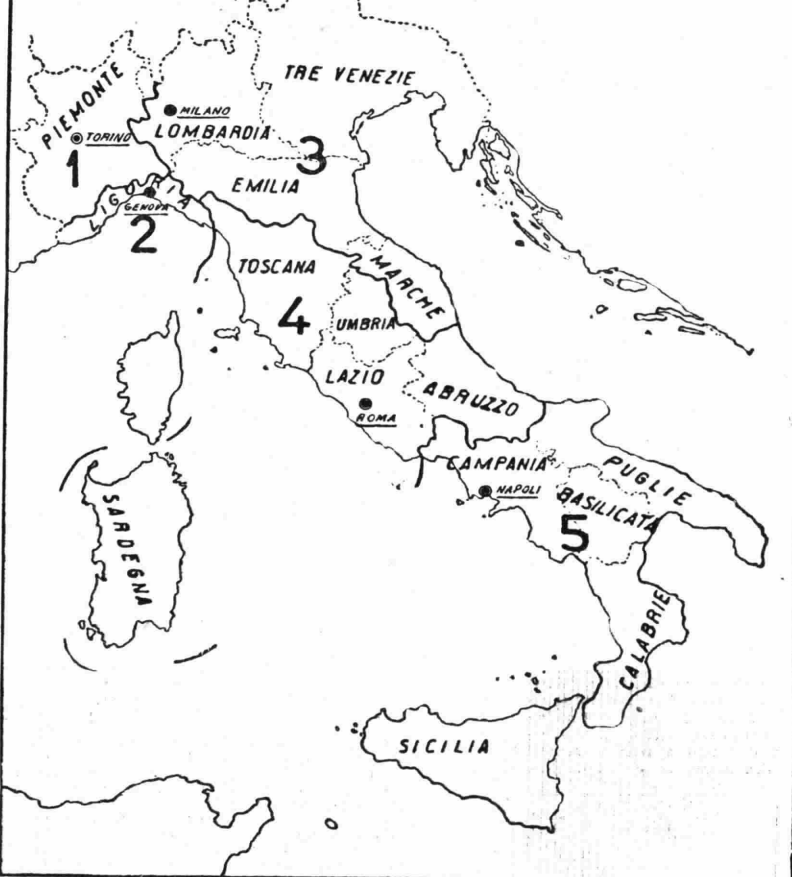 TRE VENEZIE
PIEMONTE
MILANO
LOMBARDIA
TORINO
1
3
EMILIA
LIGURIA
GENOVA
2
TOSCANA
MARCHE
4
UMBRIA
LAZIO
ROMA
ABRUZZO
CAMPANIA
PUGLIE
NAPOLI
BASILICATA
5
SARDEGNA
CALABRIE
SICILIA